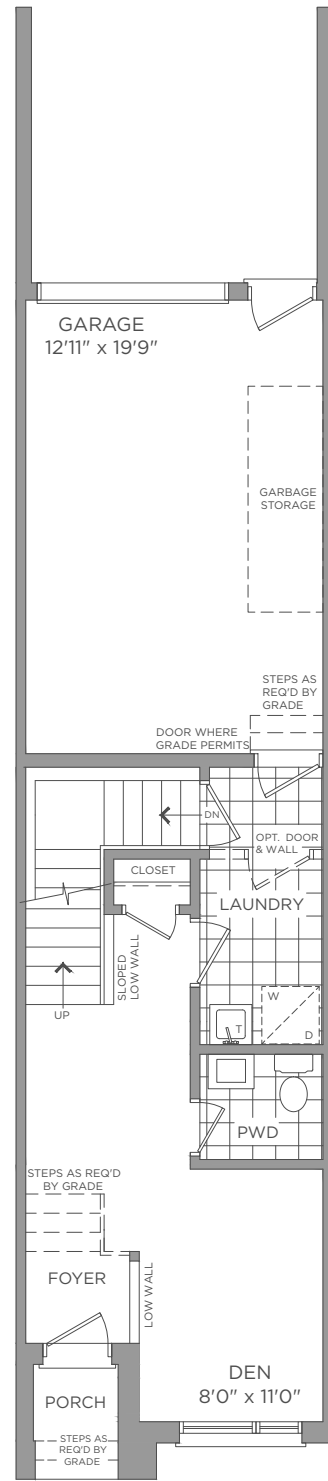 GARAGE
12'11" x 19'9"
GARBAGE
STORAGE
STEPS AS
REQ'D BY
GRADE
DOOR WHERE
GRADE PERMITS
DN
OPT. DOOR
& WALL
CLOSET
LAUNDRY
SLOPED
LOW WALL
UP
W
D
T
PWD
STEPS AS REQ'D
BY GRADE
FOYER
LOW WALL
DEN
8'0" x 11'0"
PORCH
STEPS AS
REQ'D BY
GRADE